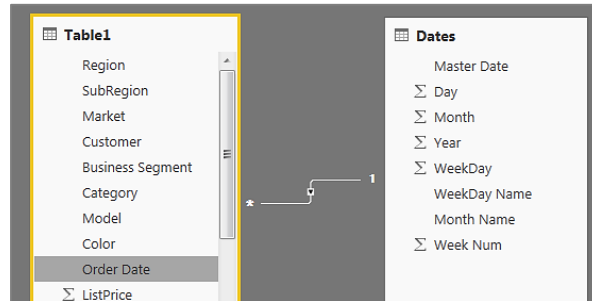 Table1
Region
SubRegion
Market
Customer
Business Segment
Category
Model
Color
Order Date
Σ ListPrice
*
1
Dates
Master Date
Σ Day
Σ Month
Σ Year
Σ WeekDay
WeekDay Name
Month Name
Σ Week Num